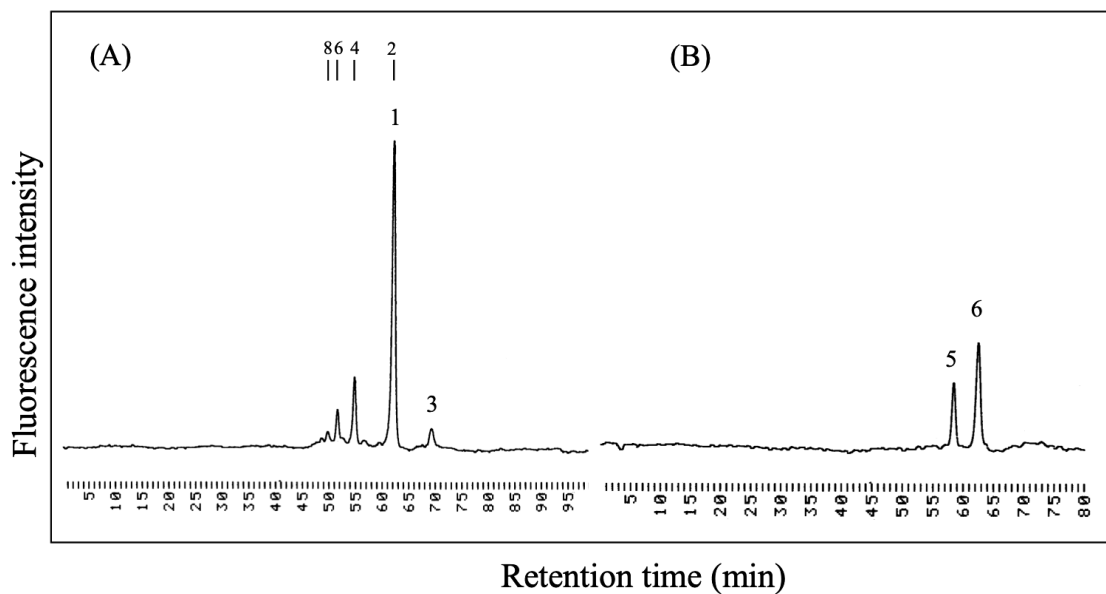 (A)
8 6 4 2
1
3
5 10 15 20 25 30 35 40 45 50 55 60 65 70 75 80 85 90 95
(B)
6
5
5 10 15 20 25 30 35 40 45 50 55 60 65 70 75 80
Fluorescence intensity
Retention time (min)